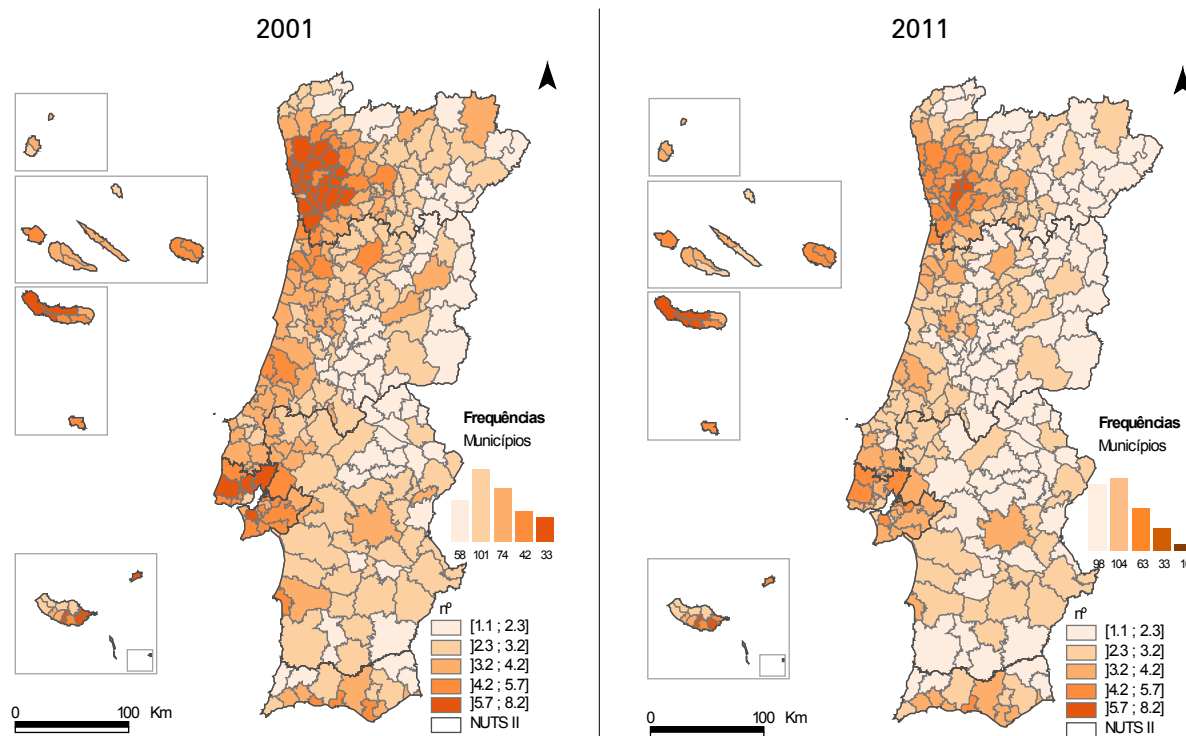 2001
Frequências
Municípios
58 101 74 42 33
nº
[1.1 ; 2.3]
]2.3 ; 3.2]
]3.2 ; 4.2]
]4.2 ; 5.7]
]5.7 ; 8.2]
NUTS II
0 100 Km
2011
Frequências
Municípios
98 104 63 33 10
nº
[1.1 ; 2.3]
]2.3 ; 3.2]
]3.2 ; 4.2]
]4.2 ; 5.7]
]5.7 ; 8.2]
NUTS II
0 100 Km